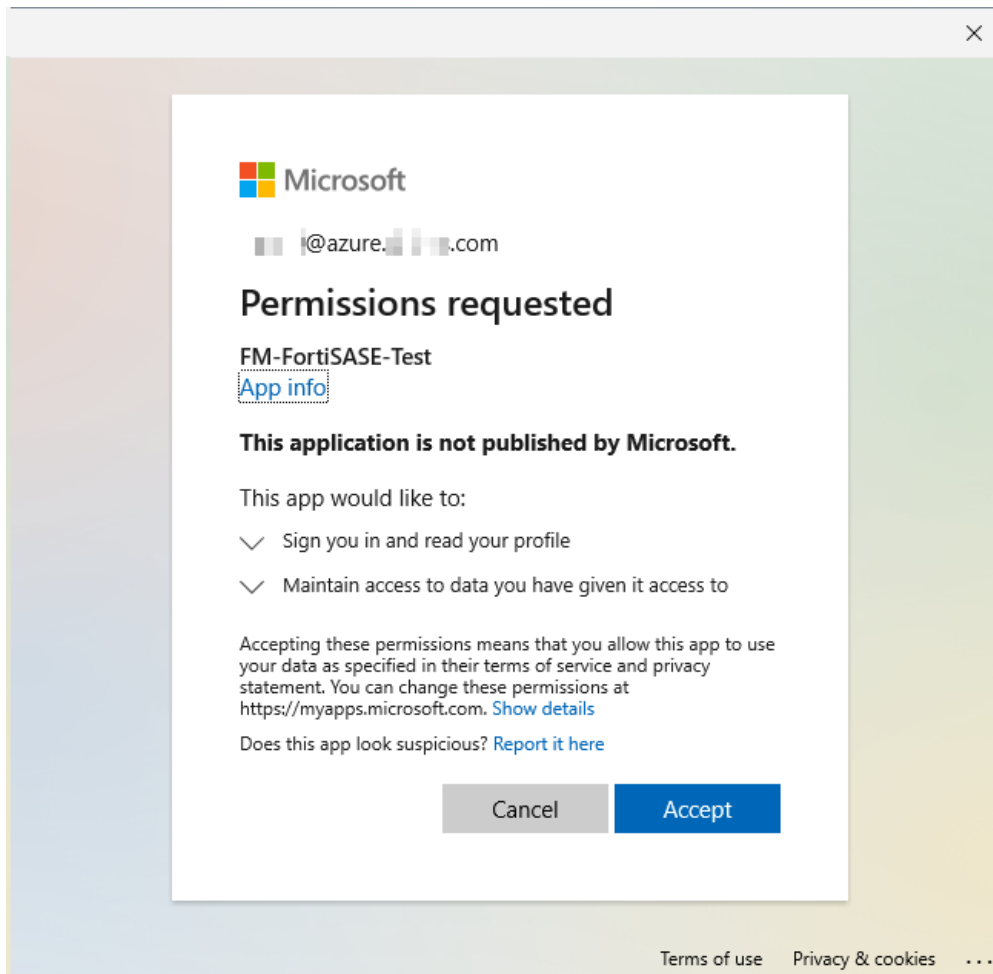 Microsoft
@azure. .com
Permissions requested
FM-FortiSASE-Test
App info
This application is not published by Microsoft.
This app would like to:
Sign you in and read your profile
Maintain access to data you have given it access to
Accepting these permissions means that you allow this app to use
your data as specified in their terms of service and privacy
statement. You can change these permissions at
https://myapps.microsoft.com. Show details
Does this app look suspicious? Report it here
Cancel Accept
Terms of use Privacy & cookies ...